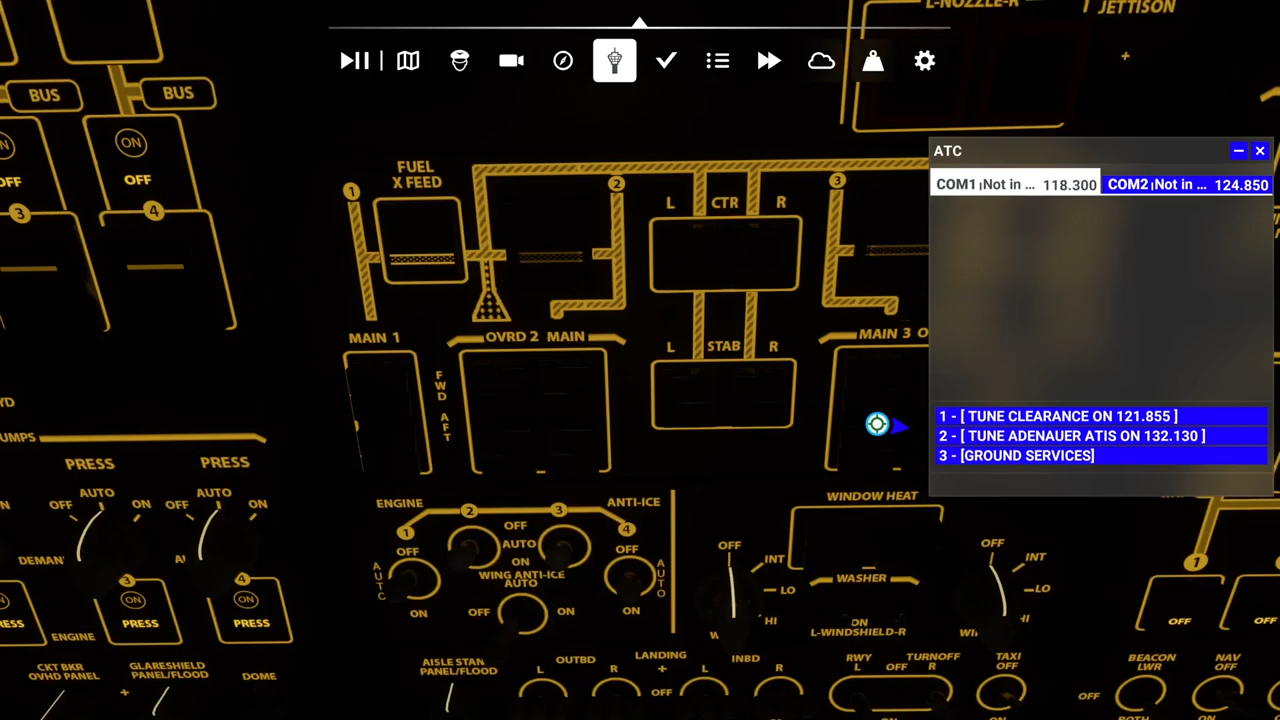 L-NOZZLE-R
JETTISON
BUS
BUS
ON
OFF
OFF
3
4
FUEL
X FEED
1
2
3
L CTR R
L STAB R
MAIN 1
OVRD 2 MAIN
MAIN 3
FWD
AFT
ATC
COM1 Not in ... 118.300
COM2 Not in ... 124.850
1 - [ TUNE CLEARANCE ON 121.855 ]
2 - [ TUNE ADENAUER ATIS ON 132.130 ]
3 - [GROUND SERVICES]
PRESS
PRESS
OFF AUTO ON
OFF AUTO ON
3
4
ON
ON
PRESS
PRESS
ENGINE
ENGINE
ANTI-ICE
1
2
3
4
OFF
OFF
AUTO
ON
OFF
AUTO
ON
AUTO
ON
WING ANTI-ICE
AUTO
OFF
ON
WINDOW HEAT
OFF
INT
LO
HI
WASHER
ON
L-WINDSHIELD-R
OFF
INT
LO
HI
1
OFF
OFF
CKT BKR
OVHD PANEL
GLARESHIELD
PANEL/FLOOD
DOME
AISLE STAN
PANEL/FLOOD
OUTBD
L
R
LANDING
OFF
INBD
L
R
RWY TURNOFF
L OFF R
TAXI
OFF
BEACON
LWR
OFF
NAV
OFF